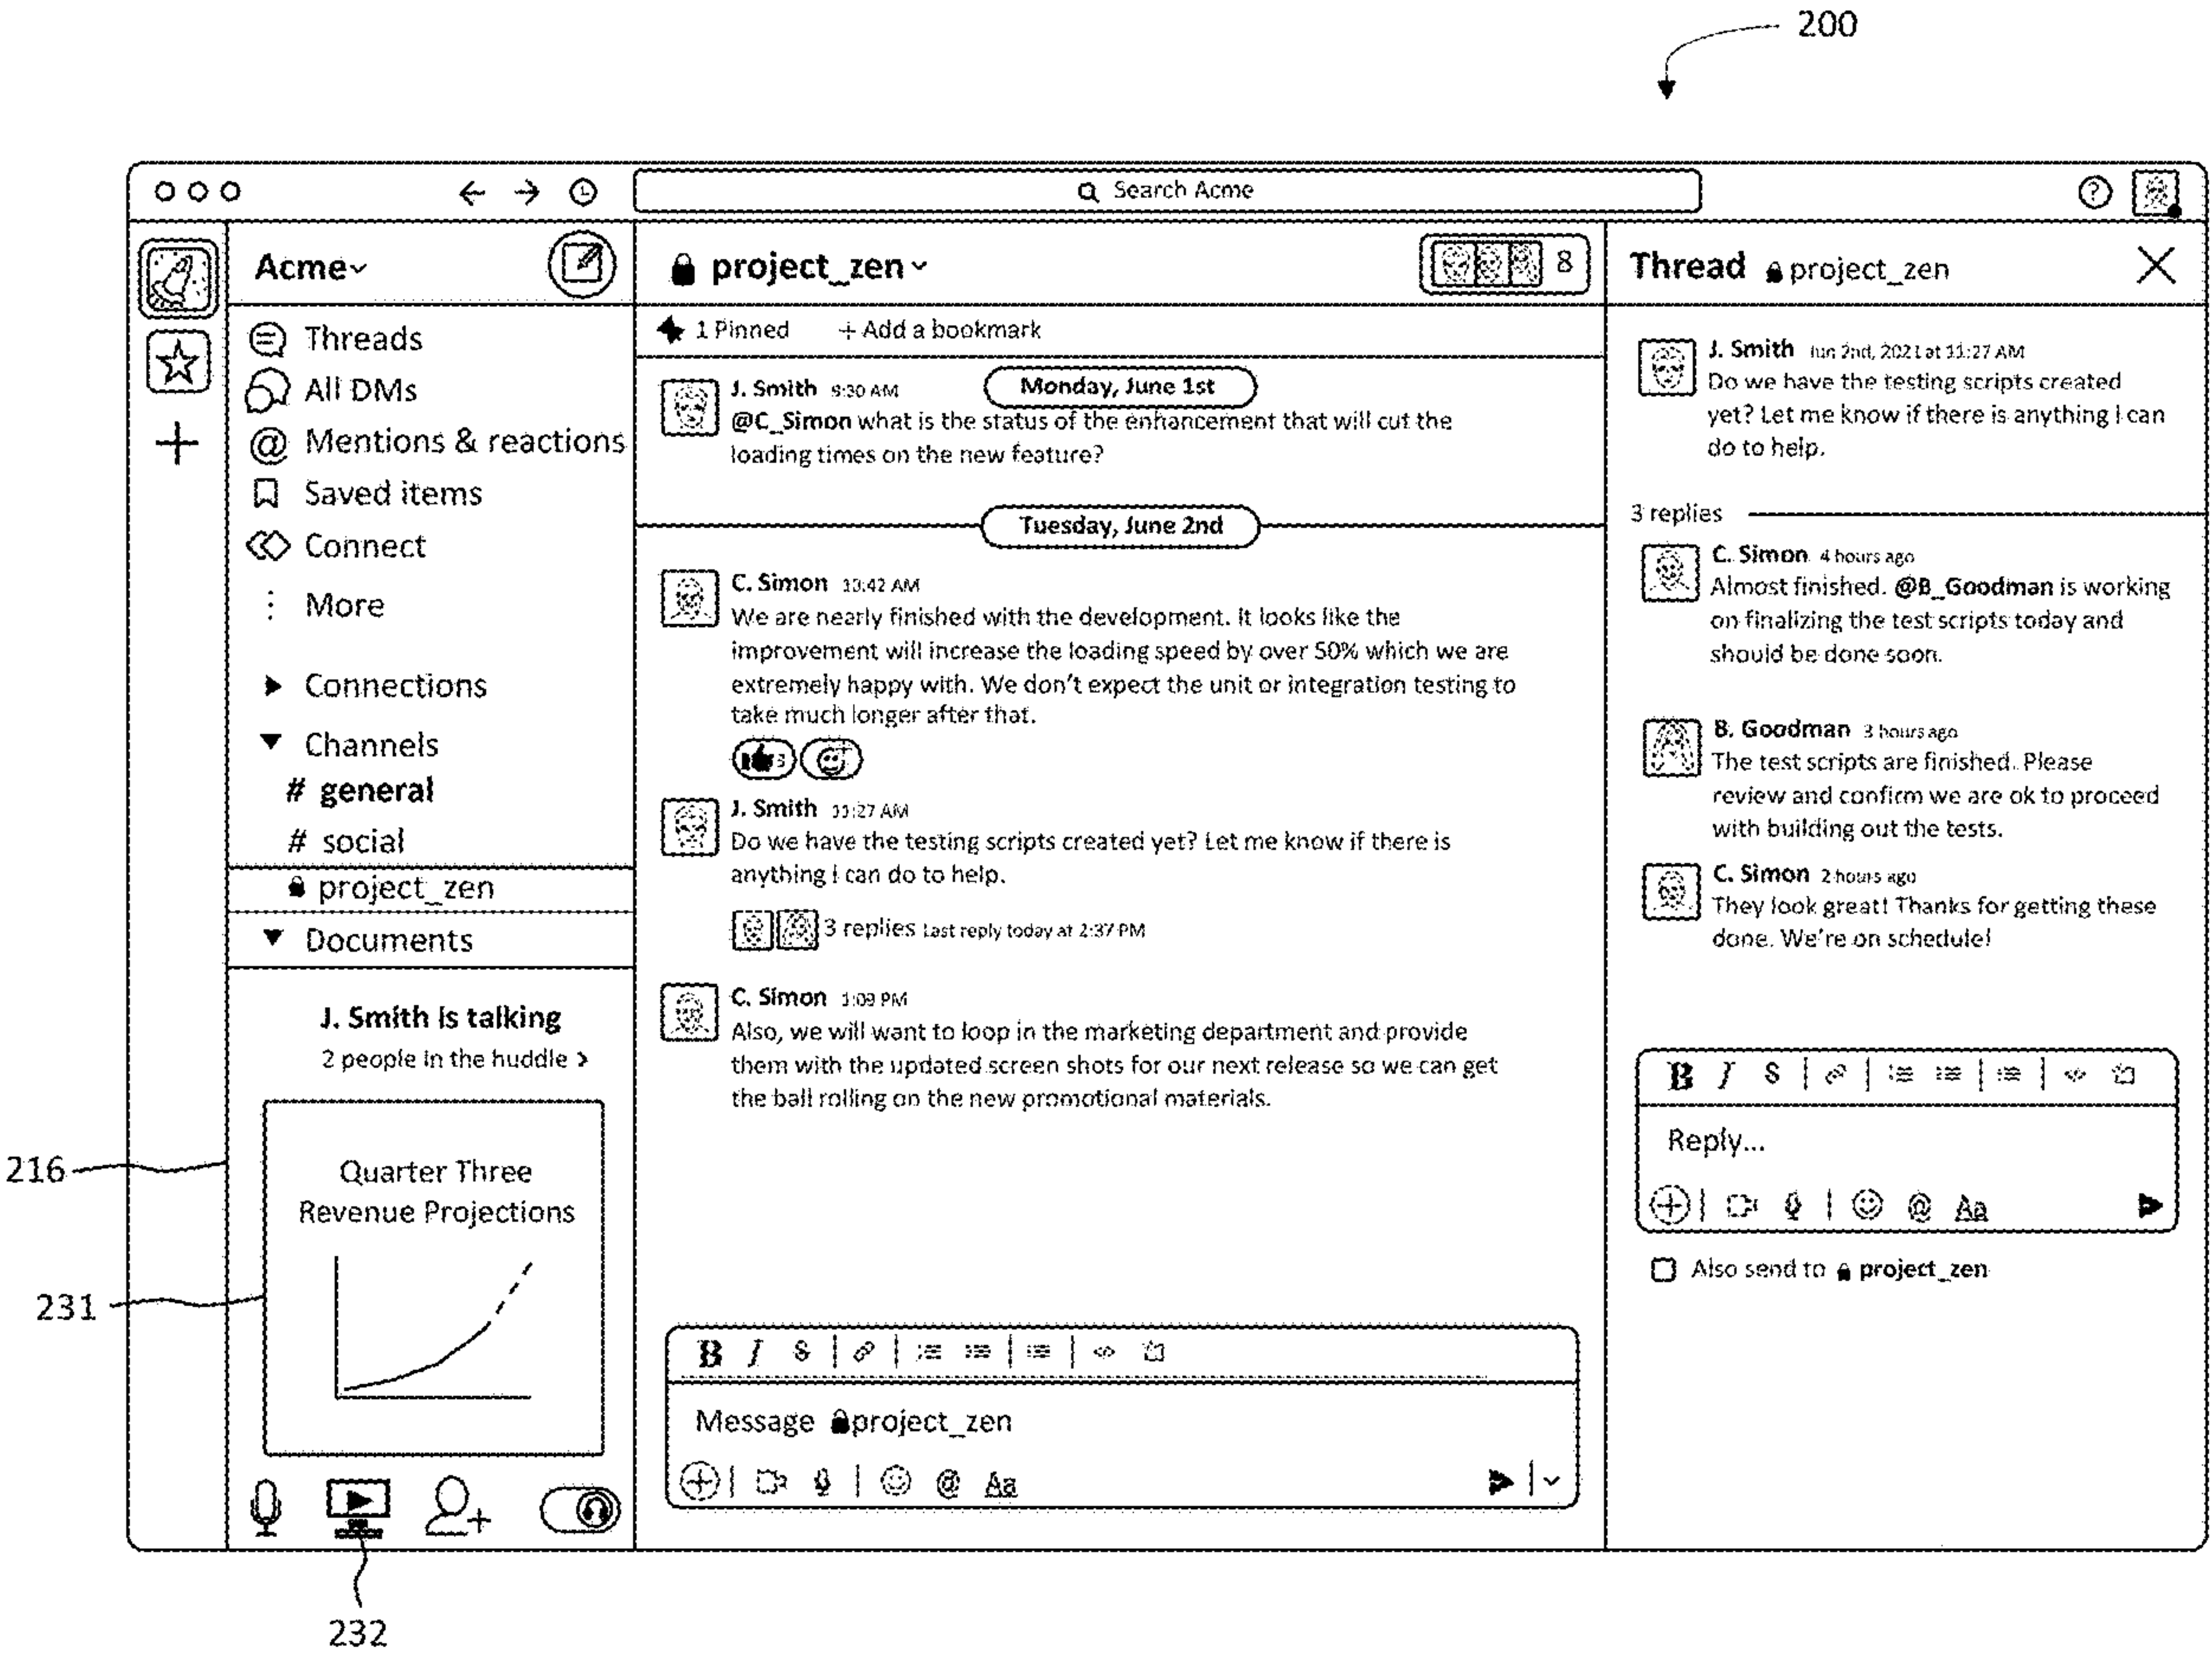 200
Search Acme
Acme
project_zen
8
Thread project_zen
Threads
All DMs
@ Mentions & reactions
Saved items
Connect
More
Connections
Channels
# general
# social
project_zen
Documents
J. Smith is talking
2 people in the huddle >
Quarter Three
Revenue Projections
216
231
232
1 Pinned + Add a bookmark
Monday, June 1st
J. Smith 9:30 AM
@C_Simon what is the status of the enhancement that will cut the
loading times on the new feature?
Tuesday, June 2nd
C. Simon 10:42 AM
We are nearly finished with the development. It looks like the
improvement will increase the loading speed by over 50% which we are
extremely happy with. We don't expect the unit or integration testing to
take much longer after that.
3
J. Smith 11:27 AM
Do we have the testing scripts created yet? Let me know if there is
anything I can do to help.
3 replies Last reply today at 2:37 PM
C. Simon 1:09 PM
Also, we will want to loop in the marketing department and provide
them with the updated screen shots for our next release so we can get
the ball rolling on the new promotional materials.
B I S
Message project_zen
@ Aa
J. Smith Jun 2nd, 2021 at 11:27 AM
Do we have the testing scripts created
yet? Let me know if there is anything I can
do to help.
3 replies
C. Simon 4 hours ago
Almost finished. @B_Goodman is working
on finalizing the test scripts today and
should be done soon.
B. Goodman 3 hours ago
The test scripts are finished. Please
review and confirm we are ok to proceed
with building out the tests.
C. Simon 2 hours ago
They look great! Thanks for getting these
done. We're on schedule!
B I S
Reply...
@ Aa
Also send to project_zen